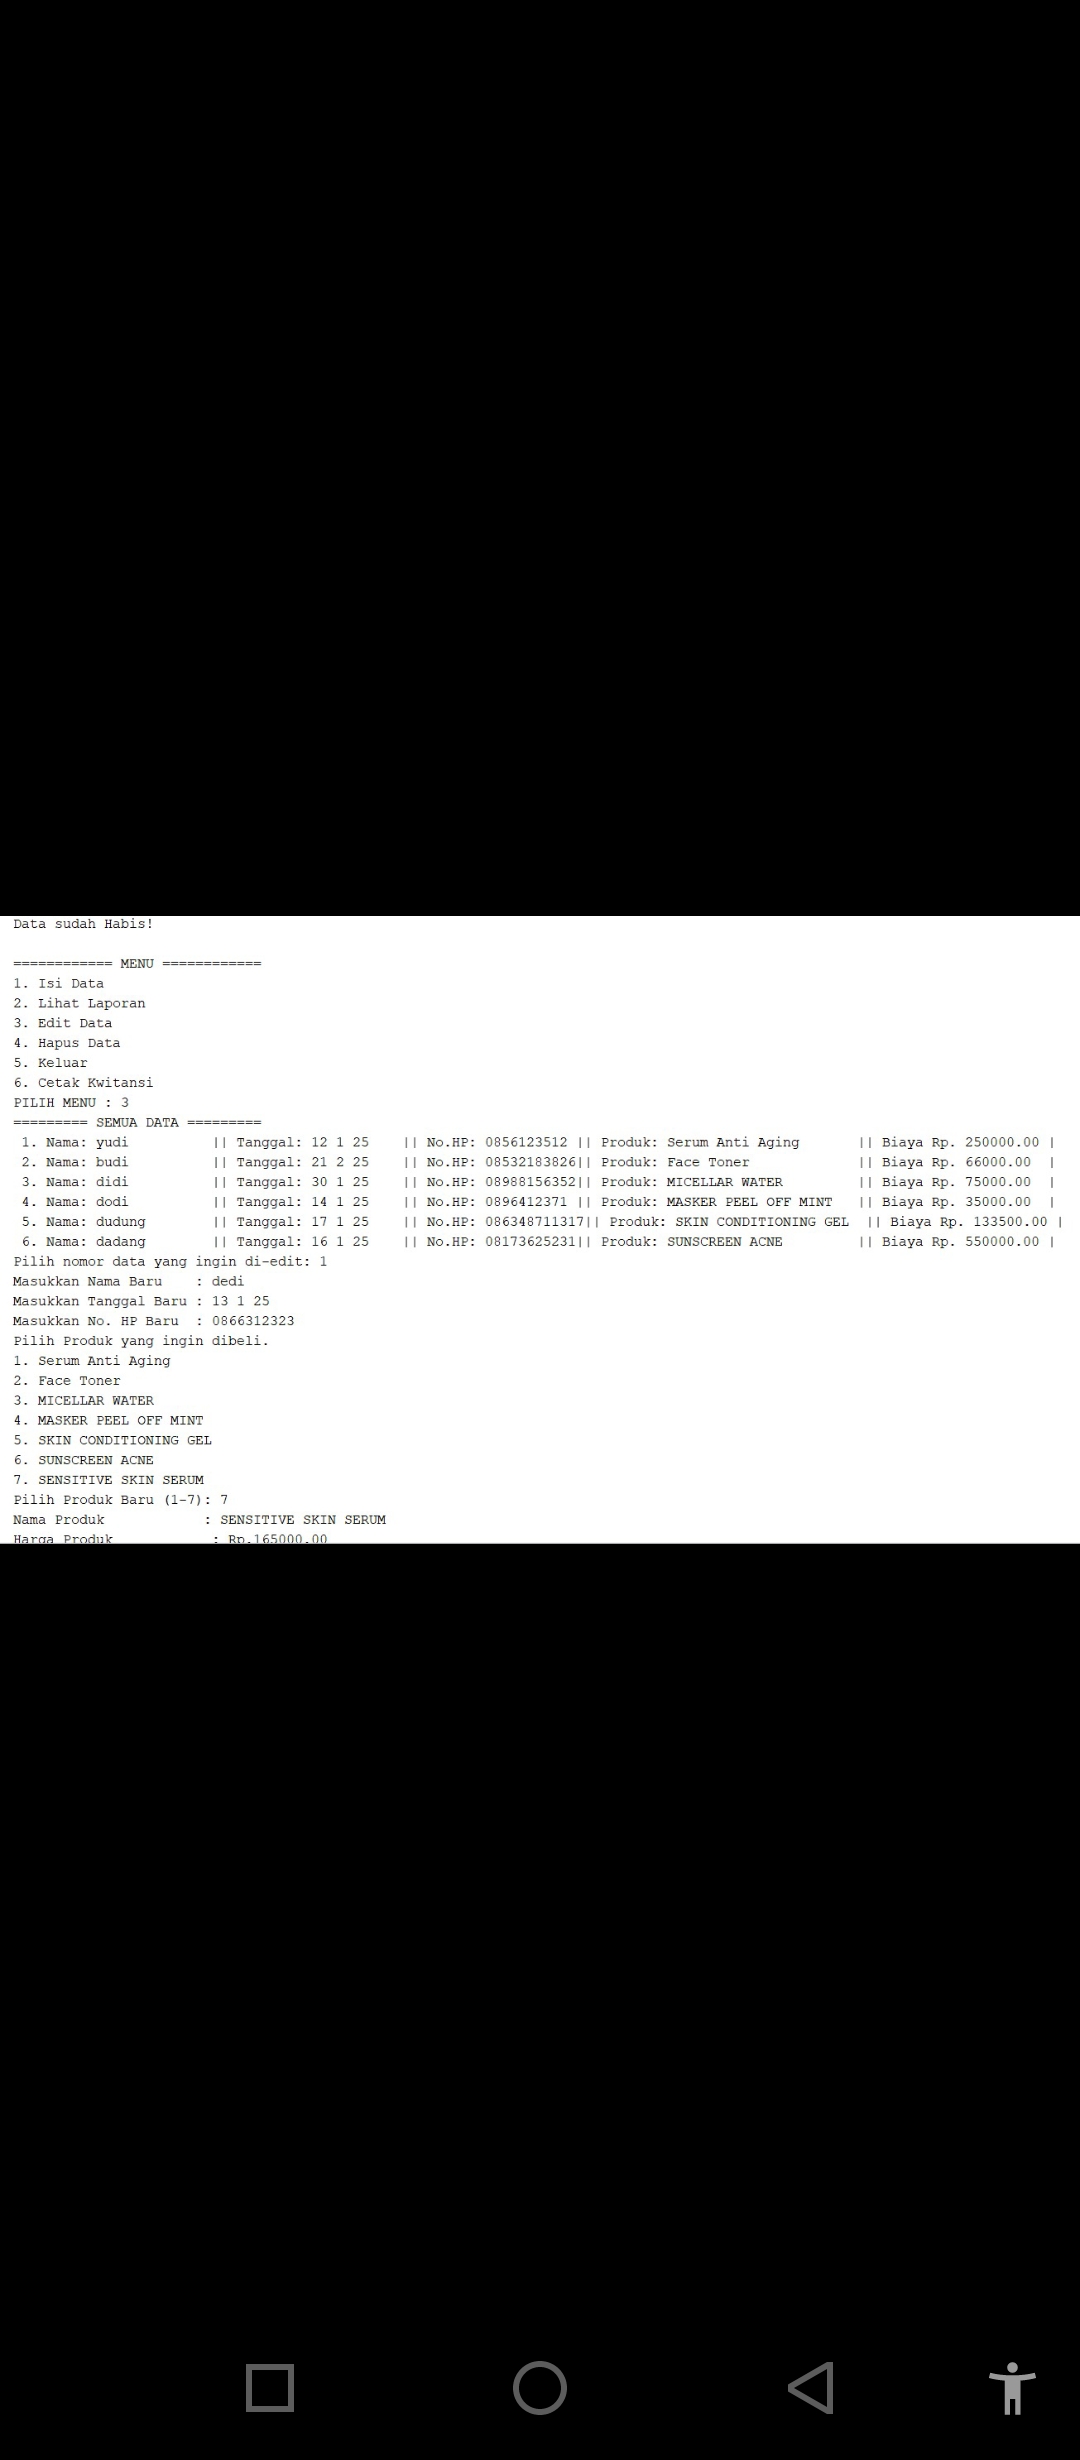 Data sudah Habis!
============ MENU ============
1. Isi Data
2. Lihat Laporan
3. Edit Data
4. Hapus Data
5. Keluar
6. Cetak Kwitansi
PILIH MENU : 3
========= SEMUA DATA =========
1. Nama: yudi || Tanggal: 12 1 25 || No.HP: 0856123512 || Produk: Serum Anti Aging || Biaya Rp. 250000.00 |
2. Nama: budi || Tanggal: 21 2 25 || No.HP: 08532183826|| Produk: Face Toner || Biaya Rp. 66000.00 |
3. Nama: didi || Tanggal: 30 1 25 || No.HP: 08988156352|| Produk: MICELLAR WATER || Biaya Rp. 75000.00 |
4. Nama: dodi || Tanggal: 14 1 25 || No.HP: 0896412371 || Produk: MASKER PEEL OFF MINT || Biaya Rp. 35000.00 |
5. Nama: dudung || Tanggal: 17 1 25 || No.HP: 086348711317|| Produk: SKIN CONDITIONING GEL || Biaya Rp. 133500.00 |
6. Nama: dadang || Tanggal: 16 1 25 || No.HP: 08173625231|| Produk: SUNSCREEN ACNE || Biaya Rp. 550000.00 |
Pilih nomor data yang ingin di-edit: 1
Masukkan Nama Baru : dedi
Masukkan Tanggal Baru : 13 1 25
Masukkan No. HP Baru : 0866312323
Pilih Produk yang ingin dibeli.
1. Serum Anti Aging
2. Face Toner
3. MICELLAR WATER
4. MASKER PEEL OFF MINT
5. SKIN CONDITIONING GEL
6. SUNSCREEN ACNE
7. SENSITIVE SKIN SERUM
Pilih Produk Baru (1-7): 7
Nama Produk : SENSITIVE SKIN SERUM
Harga Produk : Rp.165000.00